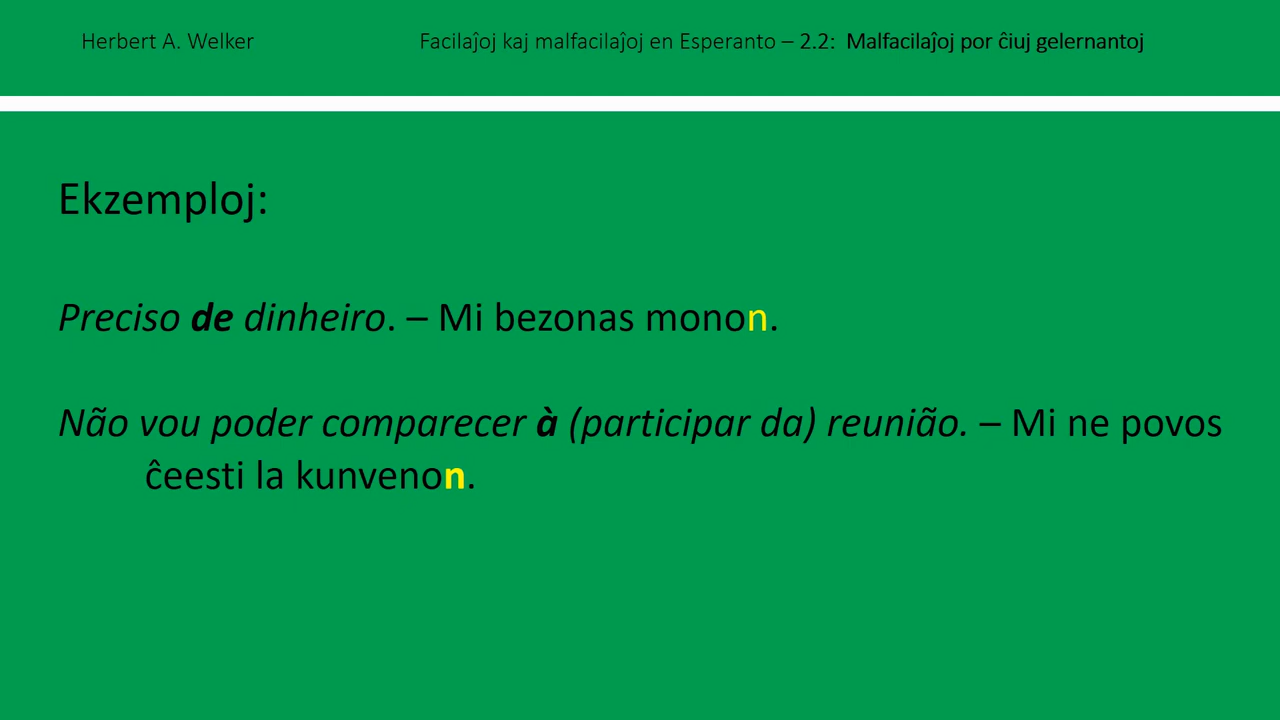 Herbert A. Welker Facilaĵoj kaj malfacilaĵoj en Esperanto – 2.2: Malfacilaĵoj por ĉiuj gelernantoj
Ekzemploj:
Preciso de dinheiro. – Mi bezonas monon.
Não vou poder comparecer à (participar da) reunião. – Mi ne povos
ĉeesti la kunvenon.